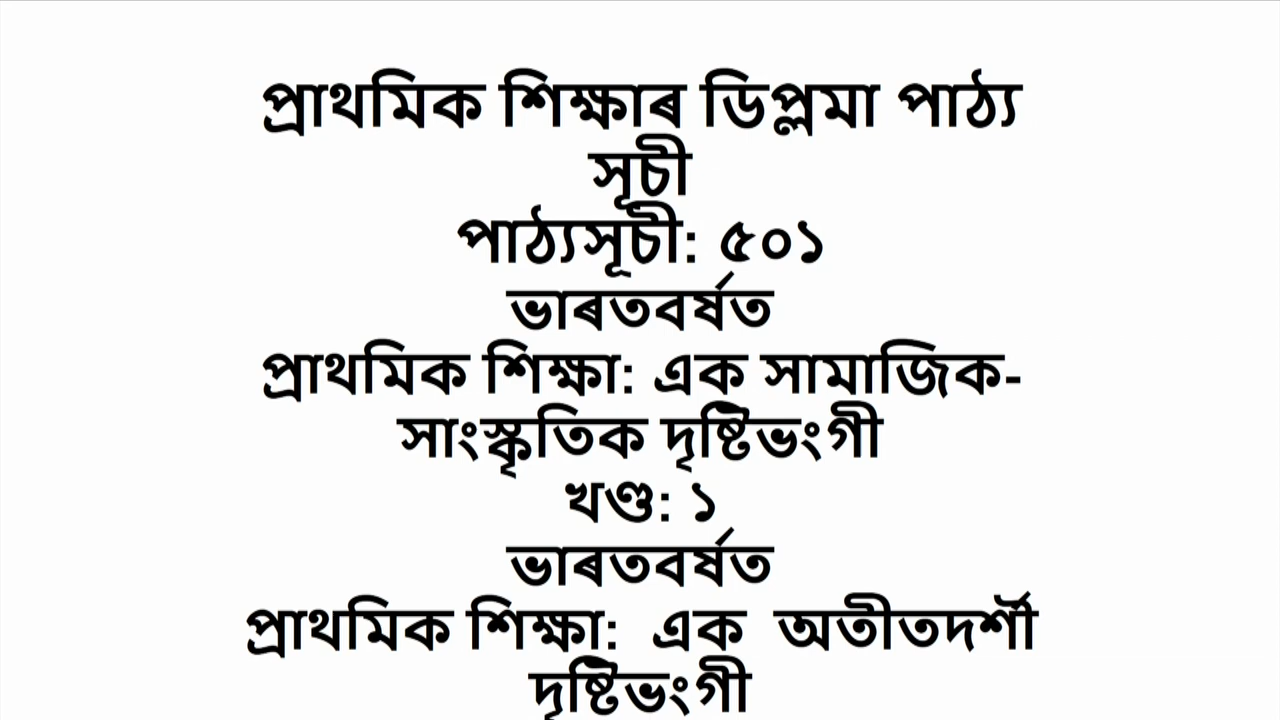 প্ৰাথমিক শিক্ষাৰ ডিপ্লমা পাঠ্য
সূচী
পাঠ্যসূচী: ৫০১
ভাৰতবৰ্ষত
প্ৰাথমিক শিক্ষা: এক সামাজিক-
সাংস্কৃতিক দৃষ্টিভংগী
খণ্ড: ১
ভাৰতবৰ্ষত
প্ৰাথমিক শিক্ষা: এক অতীতদৰ্শী
দৃষ্টিভংগী